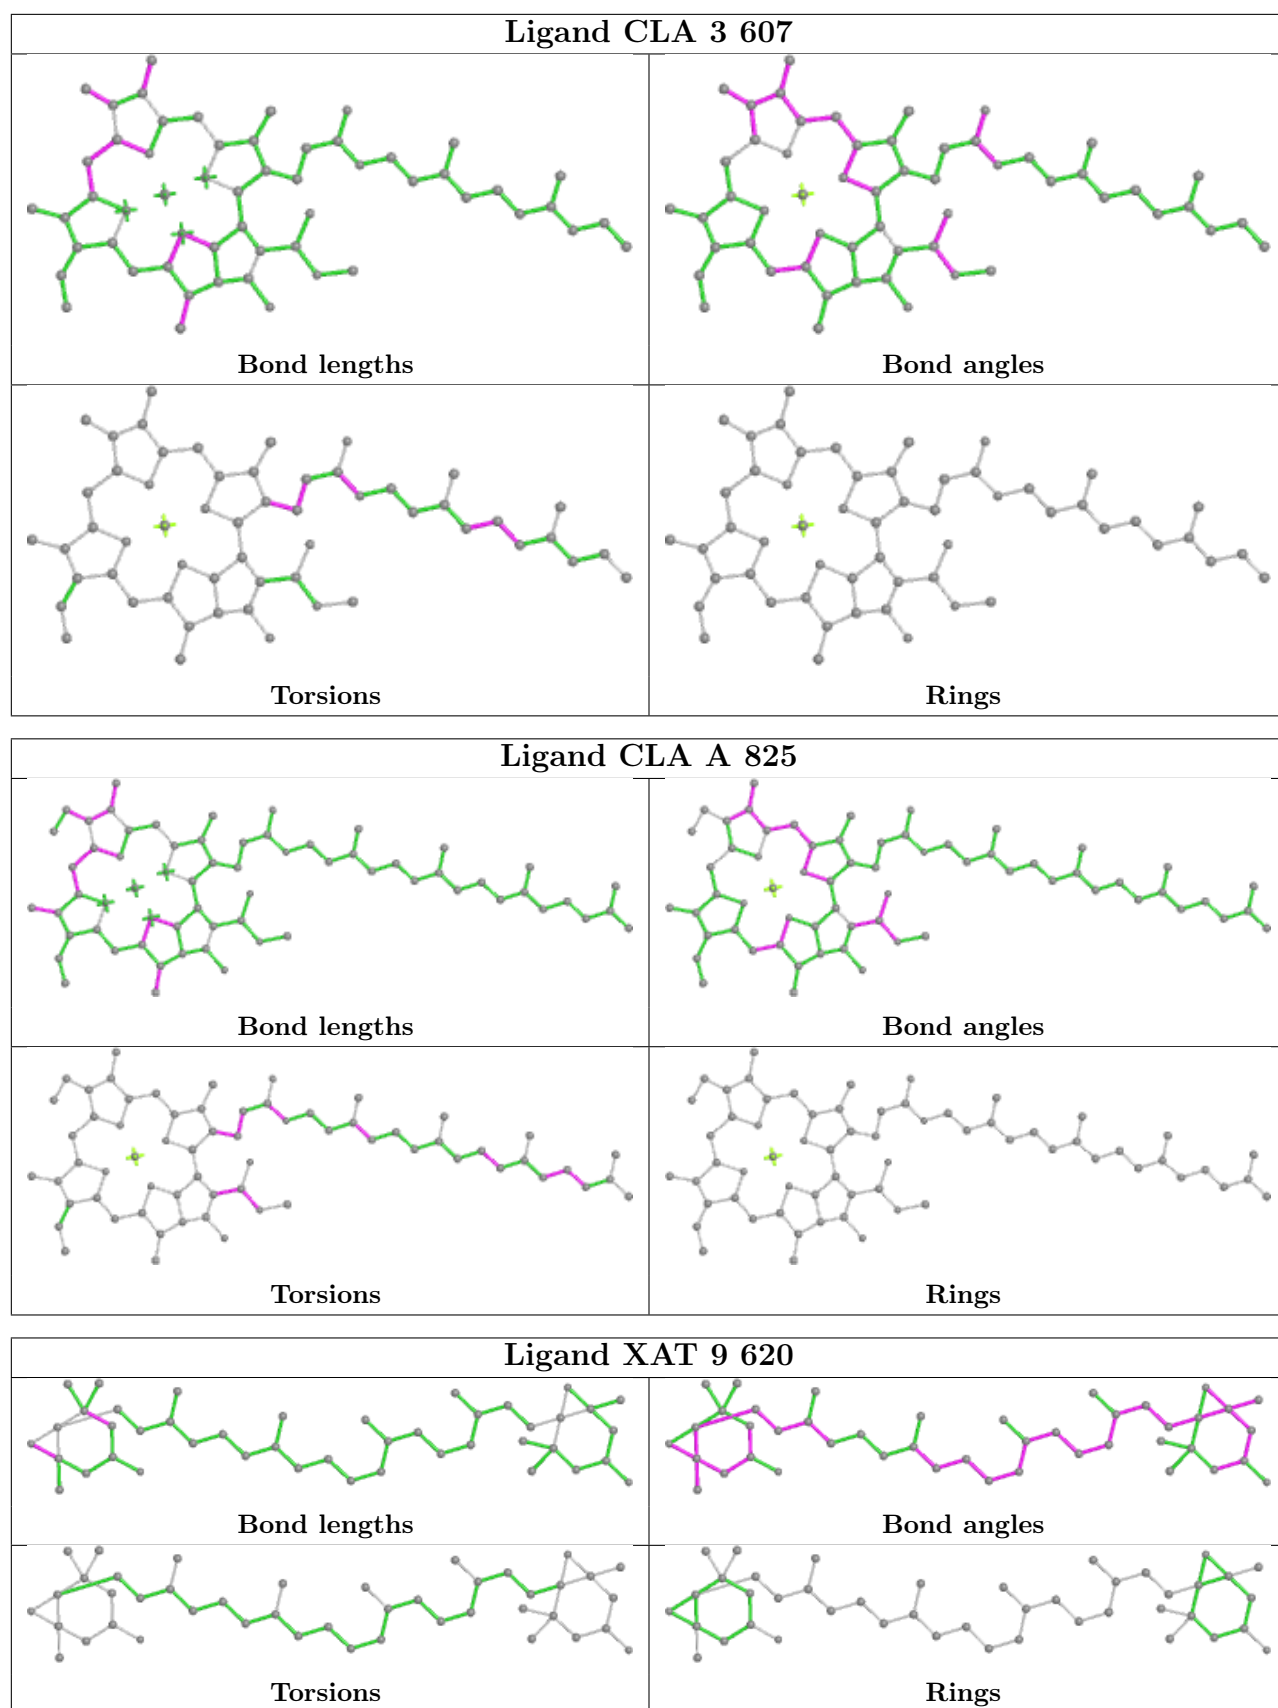 Ligand CLA 3 607
Bond lengths
Bond angles
Torsions
Rings
Ligand CLA A 825
Bond lengths
Bond angles
Torsions
Rings
Ligand XAT 9 620
Bond lengths
Bond angles
Torsions
Rings